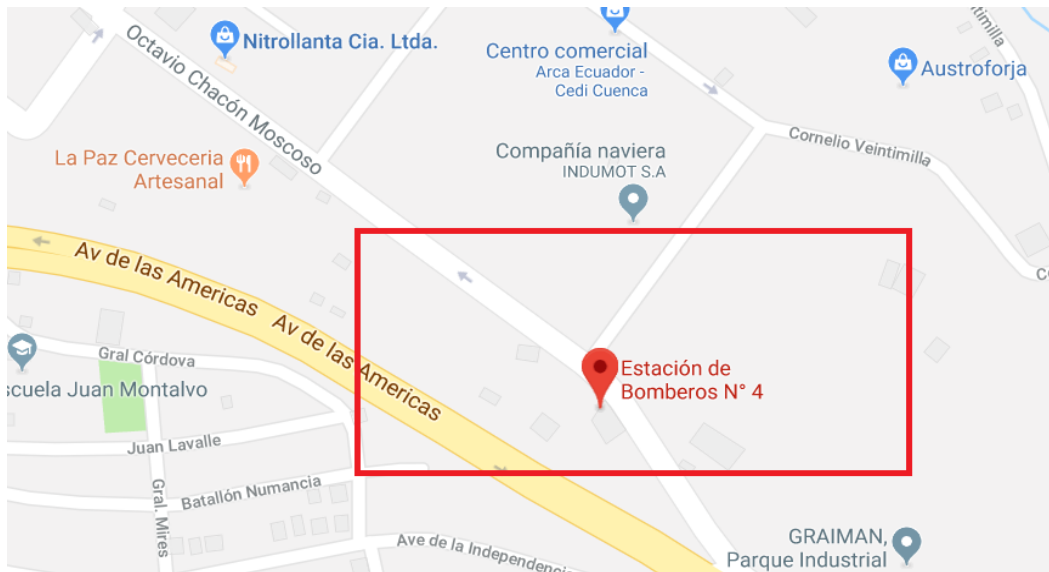 Octavio Chacón Moscoso
Nitrollanta Cia. Ltda.
Centro comercial
Arca Ecuador -
Cedi Cuenca
Austroforja
Cornelio Veintimilla
La Paz Cerveceria
Artesanal
Compañía naviera
INDUMOT S.A
Av de las Americas
Av de las Americas
Gral Córdova
scuela Juan Montalvo
Estación de
Bomberos N° 4
Juan Lavalle
Batallón Numancia
Gral. Mires
Ave de la Independencia
GRAIMAN,
Parque Industrial